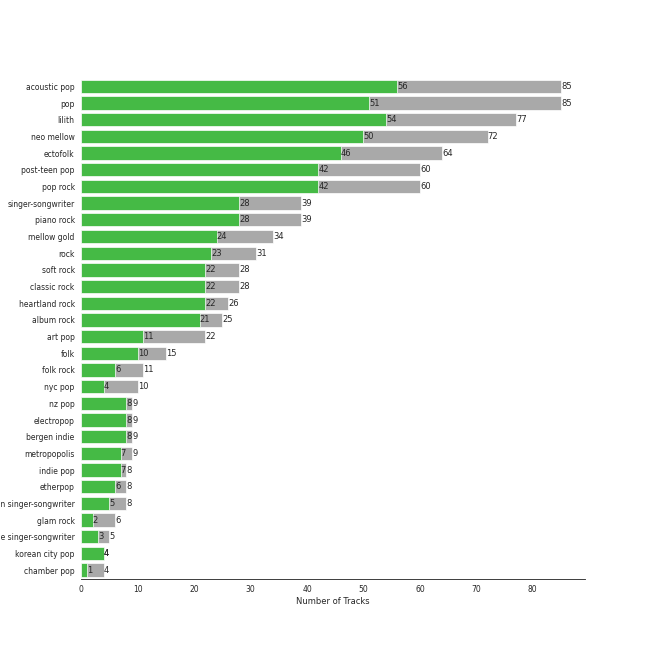 acoustic pop 56 85
pop 51 85
lilith 54 77
neo mellow 50 72
ectofolk 46 64
post-teen pop 42 60
pop rock 42 60
singer-songwriter 28 39
piano rock 28 39
mellow gold 24 34
rock 23 31
soft rock 22 28
classic rock 22 28
heartland rock 22 26
album rock 21 25
art pop 11 22
folk 10 15
folk rock 6 11
nyc pop 4 10
nz pop 8 9
electropop 8 9
bergen indie 8 9
metropopolis 7 9
indie pop 7 8
etherpop 6 8
n singer-songwriter 5 8
glam rock 2 6
e singer-songwriter 3 5
korean city pop 4
chamber pop 1 4
0 10 20 30 40 50 60 70 80
Number of Tracks